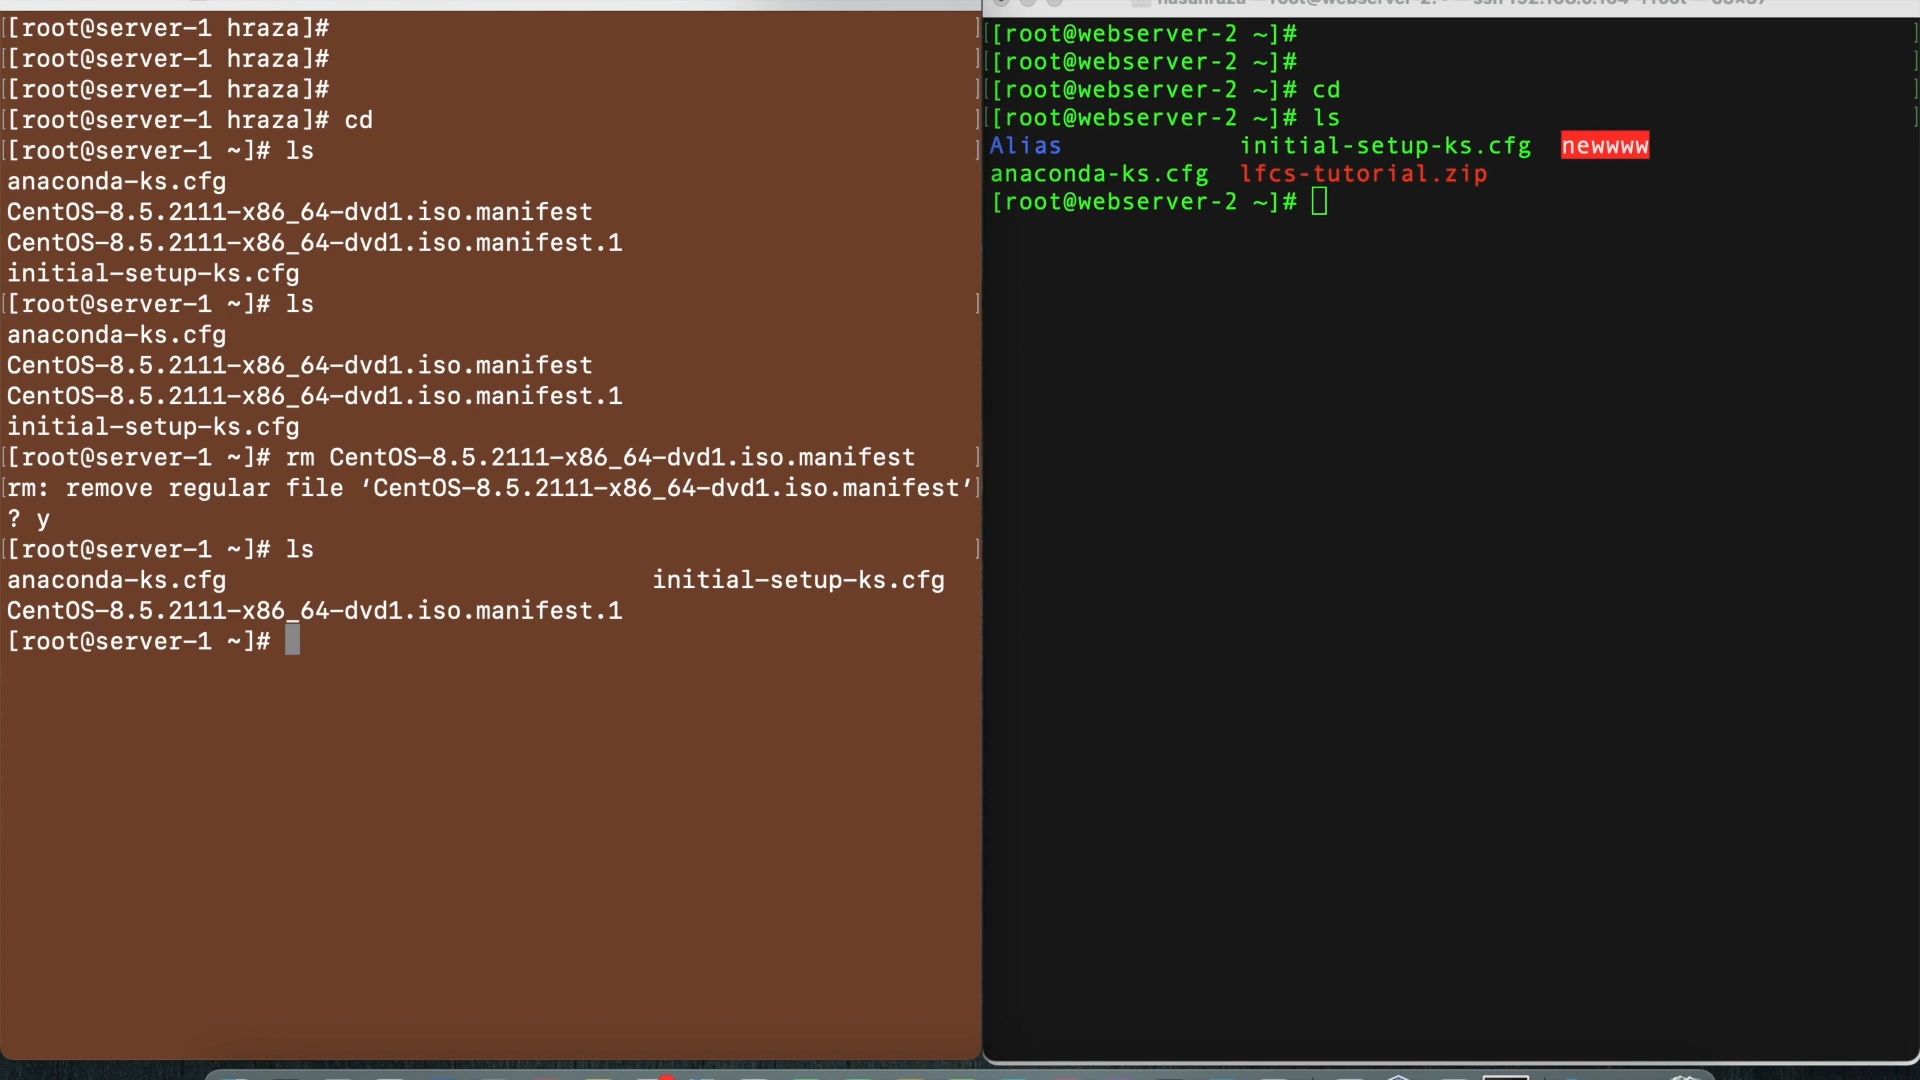 [root@server-1 hraza]#
[root@server-1 hraza]#
[root@server-1 hraza]#
[root@server-1 hraza]# cd
[root@server-1 ~]# ls
anaconda-ks.cfg
CentOS-8.5.2111-x86_64-dvd1.iso.manifest
CentOS-8.5.2111-x86_64-dvd1.iso.manifest.1
initial-setup-ks.cfg
[root@server-1 ~]# ls
anaconda-ks.cfg
CentOS-8.5.2111-x86_64-dvd1.iso.manifest
CentOS-8.5.2111-x86_64-dvd1.iso.manifest.1
initial-setup-ks.cfg
[root@server-1 ~]# rm CentOS-8.5.2111-x86_64-dvd1.iso.manifest
rm: remove regular file ‘CentOS-8.5.2111-x86_64-dvd1.iso.manifest’
? y
[root@server-1 ~]# ls
anaconda-ks.cfg initial-setup-ks.cfg
CentOS-8.5.2111-x86_64-dvd1.iso.manifest.1
[root@server-1 ~]#
[root@webserver-2 ~]#
[root@webserver-2 ~]#
[root@webserver-2 ~]# cd
[root@webserver-2 ~]# ls
Alias initial-setup-ks.cfg newwww
anaconda-ks.cfg lfcs-tutorial.zip
[root@webserver-2 ~]#